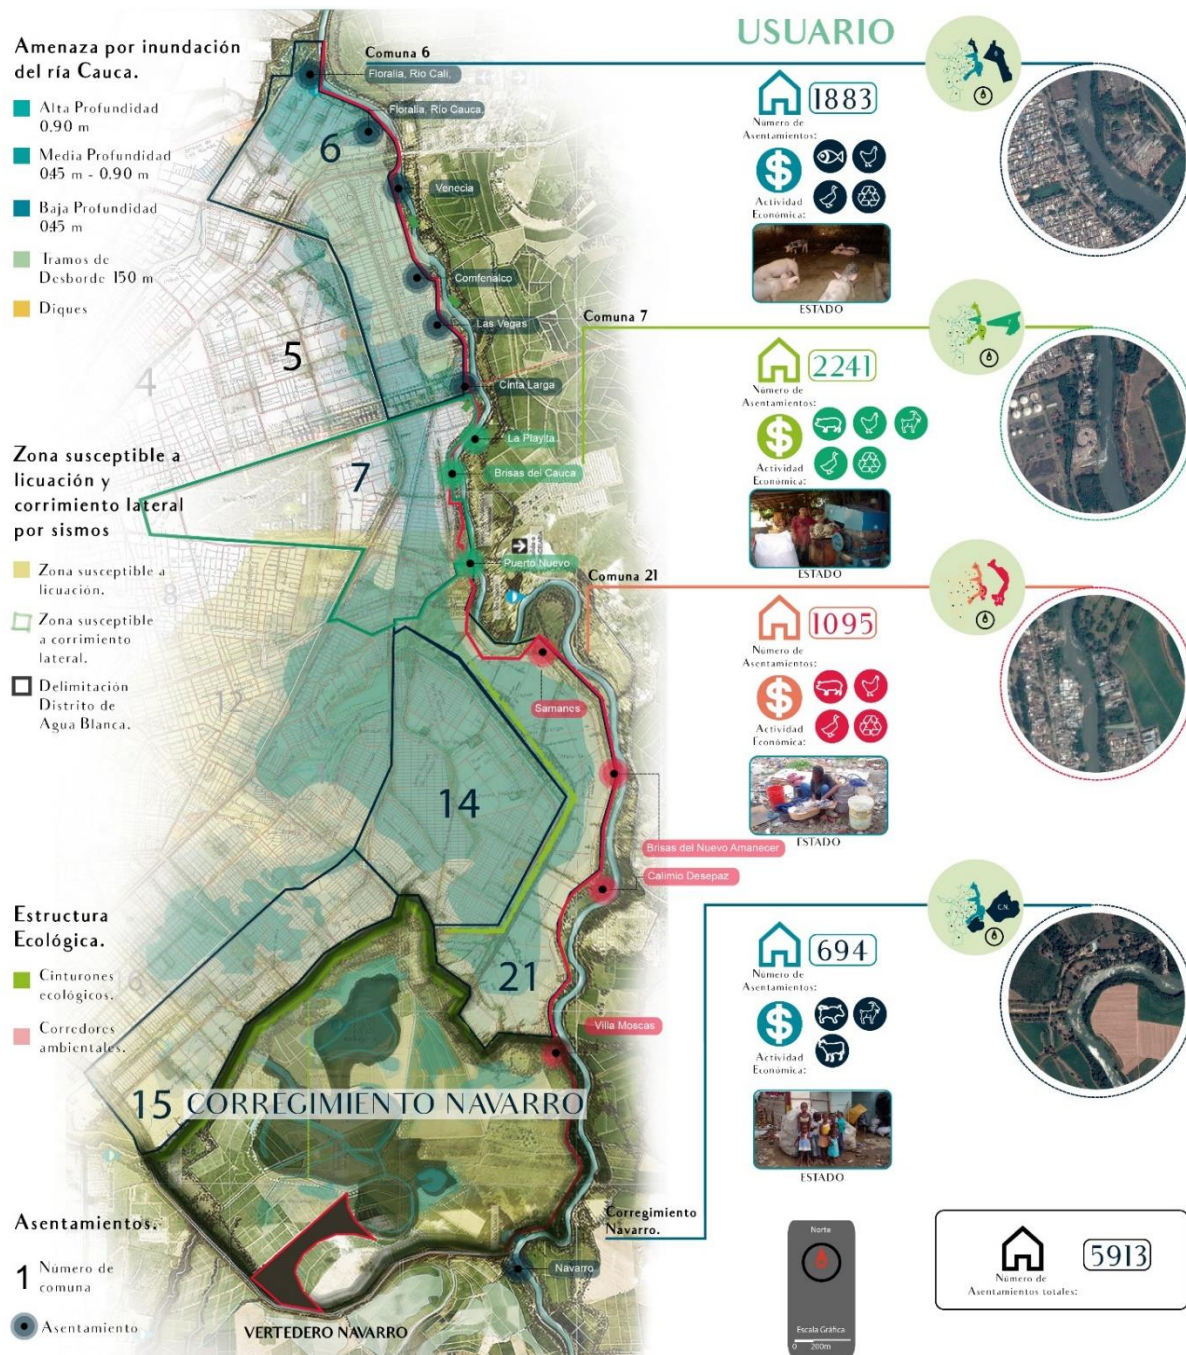 Amenaza por inundación
del ría Cauca.
Alta Profundidad
0.90 m
Media Profundidad
045 m - 0.90 m
Baja Profundidad
045 m
Tramos de
Desborde 150 m
Diques
Zona susceptible a
licuación y
corrimiento lateral
por sismos
Zona susceptible a
licuación.
Zona susceptible
a corrimiento
lateral.
Delimitación
Distrito de
Agua Blanca.
Estructura
Ecológica.
Cinturones
ecológicos.
Corredores
ambientales.
Asentamientos.
1 Número de
comuna
Asentamiento
Floralia, Río Cali,
Floralia, Río Cauca,
6
Venecia
Comfenalco
Las Vegas
5
4
Cinta Larga
La Playita
Brisas del Cauca
7
Puerto Nuevo
8
12
Samanes
14
Brisas del Nuevo Amanecer
Calimio Desepaz
21
Villa Moscas
15 CORREGIMIENTO NAVARRO
Navarro
VERTEDERO NAVARRO
USUARIO
Comuna 6
1883
Número de
Asentamientos:
Actividad
Económica:
ESTADO
Comuna 7
2241
Número de
Asentamientos:
Actividad
Económica:
ESTADO
Comuna 21
1095
Número de
Asentamientos:
Actividad
Económica:
ESTADO
C.N.
694
Número de
Asentamientos:
Actividad
Económica:
ESTADO
Corregimiento
Navarro.
Norte
Escala Gráfica
0 200m
5913
Número de
Asentamientos totales: